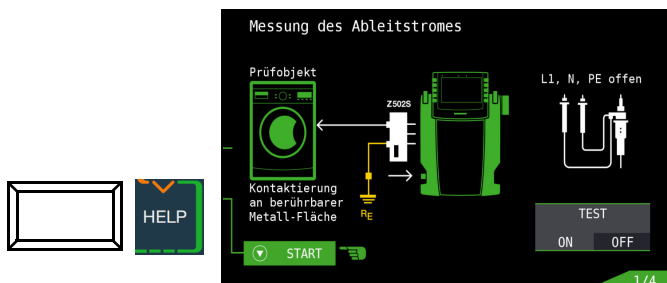 Messung des Ableitstromes
Prüfobjekt
Z502S
L1, N, PE offen
Kontaktierung
an berührbarer
Metall-Fläche
RE
HELP
TEST
ON OFF
START
1/4